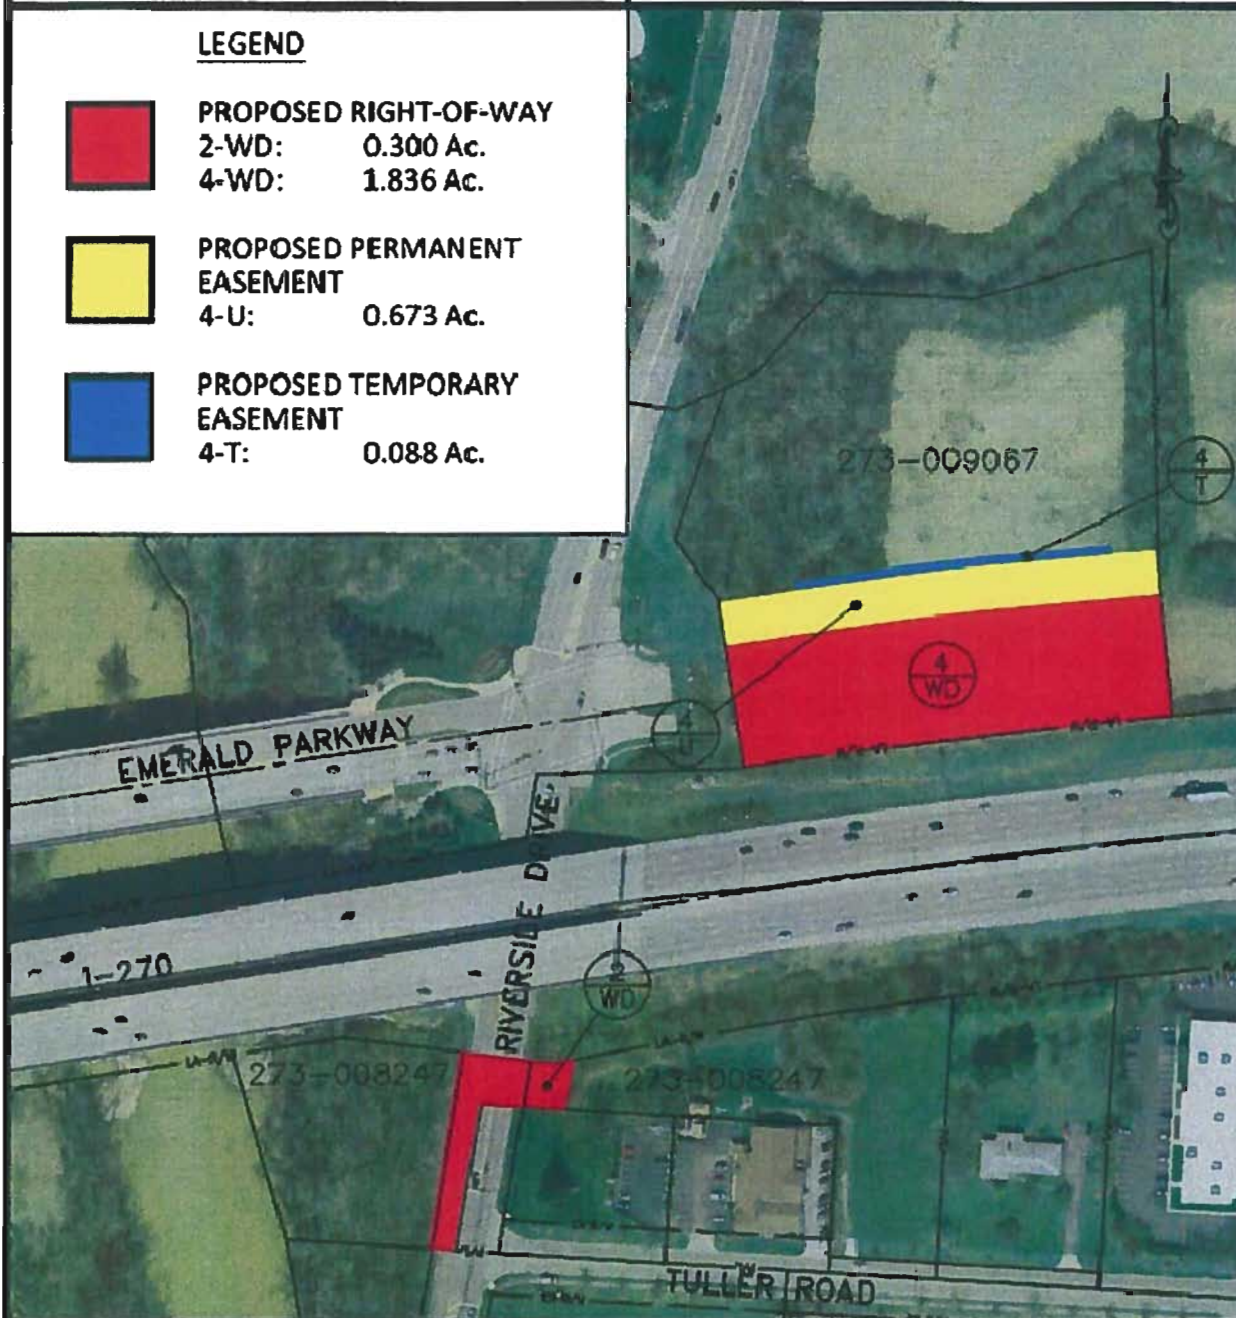 LEGEND
PROPOSED RIGHT-OF-WAY
2-WD: 0.300 Ac.
4-WD: 1.836 Ac.
PROPOSED PERMANENT
EASEMENT
4-U: 0.673 Ac.
PROPOSED TEMPORARY
EASEMENT
4-T: 0.088 Ac.
273-009067
4
T
4
WD
4
U
EMERALD PARKWAY
RIVERSIDE DRIVE
I-270
WD
273-008247
273-008247
TULLER ROAD